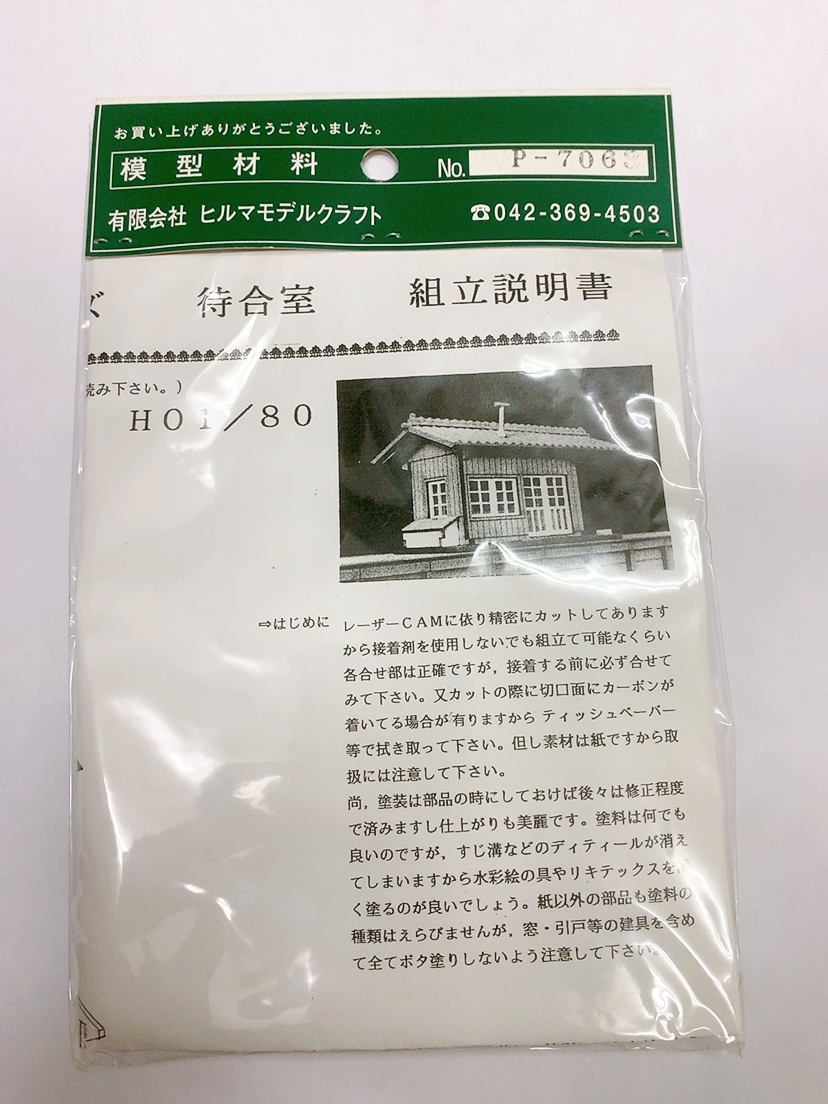 お買い上げありがとうございました。
模型材料 No. P-7063
有限会社 ヒルマモデルクラフト ☎042-369-4503
ズ 待合室 組立説明書
読み下さい。)
HO1/80
⇨はじめに レーザーCAMに依り精密にカットしてあります
から接着剤を使用しないでも組立て可能なくらい
各合せ部は正確ですが，接着する前に必ず合せて
みて下さい。又カットの際に切口面にカーボンが
着いてる場合が有りますから ティッシュペーパー
等で拭き取って下さい。但し素材は紙ですから取
扱には注意して下さい。
尚，塗装は部品の時にしておけば後々は修正程度
で済みますし仕上がりも美麗です。塗料は何でも
良いのですが，すじ溝などのディティールが消え
てしまいますから水彩絵の具やリキテックスを
く塗るのが良いでしょう。紙以外の部品も塗料の
種類はえらびませんが，窓・引戸等の建具を含め
て全てボタ塗りしないよう注意して下さい。